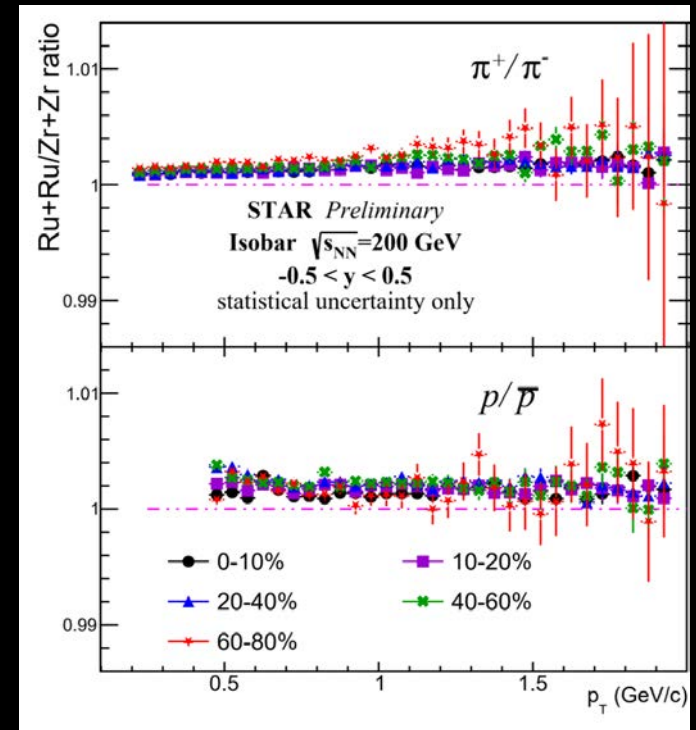 Ru+Ru/Zr+Zr ratio
1.01
1
0.99
π⁺/π⁻
STAR Preliminary
Isobar √s_NN=200 GeV
-0.5 < y < 0.5
statistical uncertainty only
1.01
1
0.99
p/p̅
0-10%
10-20%
20-40%
40-60%
60-80%
0.5
1
1.5
p_T (GeV/c)